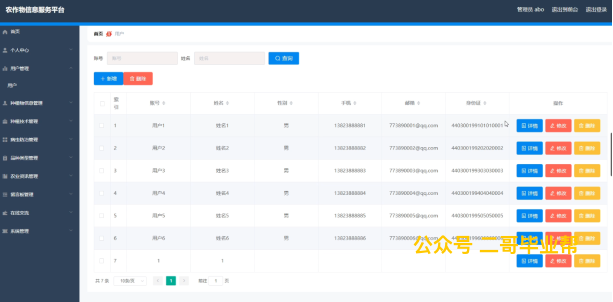 农作物信息服务平台 管理员 abo 退出到前台 退出登录
首页
个人中心
用户管理
用户
种植物资源管理
种植技术管理
病虫防治管理
品种类型管理
农业资讯管理
留言板管理
在线交流
系统管理
首页 用户
账号 账号 姓名 姓名 查询
新增 删除
账号 姓名 性别 手机 邮箱 身份证 操作
1 用户1 姓名1 男 13823888881 773890001@qq.com 440300199101010001 详情 修改 删除
2 用户2 姓名2 男 13823888882 773890002@qq.com 440300199202020002 详情 修改 删除
3 用户3 姓名3 男 13823888883 773890003@qq.com 440300199303030003 详情 修改 删除
4 用户4 姓名4 男 13823888884 773890004@qq.com 440300199404040004 详情 修改 删除
5 用户5 姓名5 男 13823888885 773890005@qq.com 440300199505050005 详情 修改 删除
6 用户6 姓名6 男 13823888886 773890006@qq.com 440300199606060006 详情 修改 删除
7 1 1 详情 修改 删除
共 7 条 10条/页 1 前往 1 页
公众号 二哥毕业帮